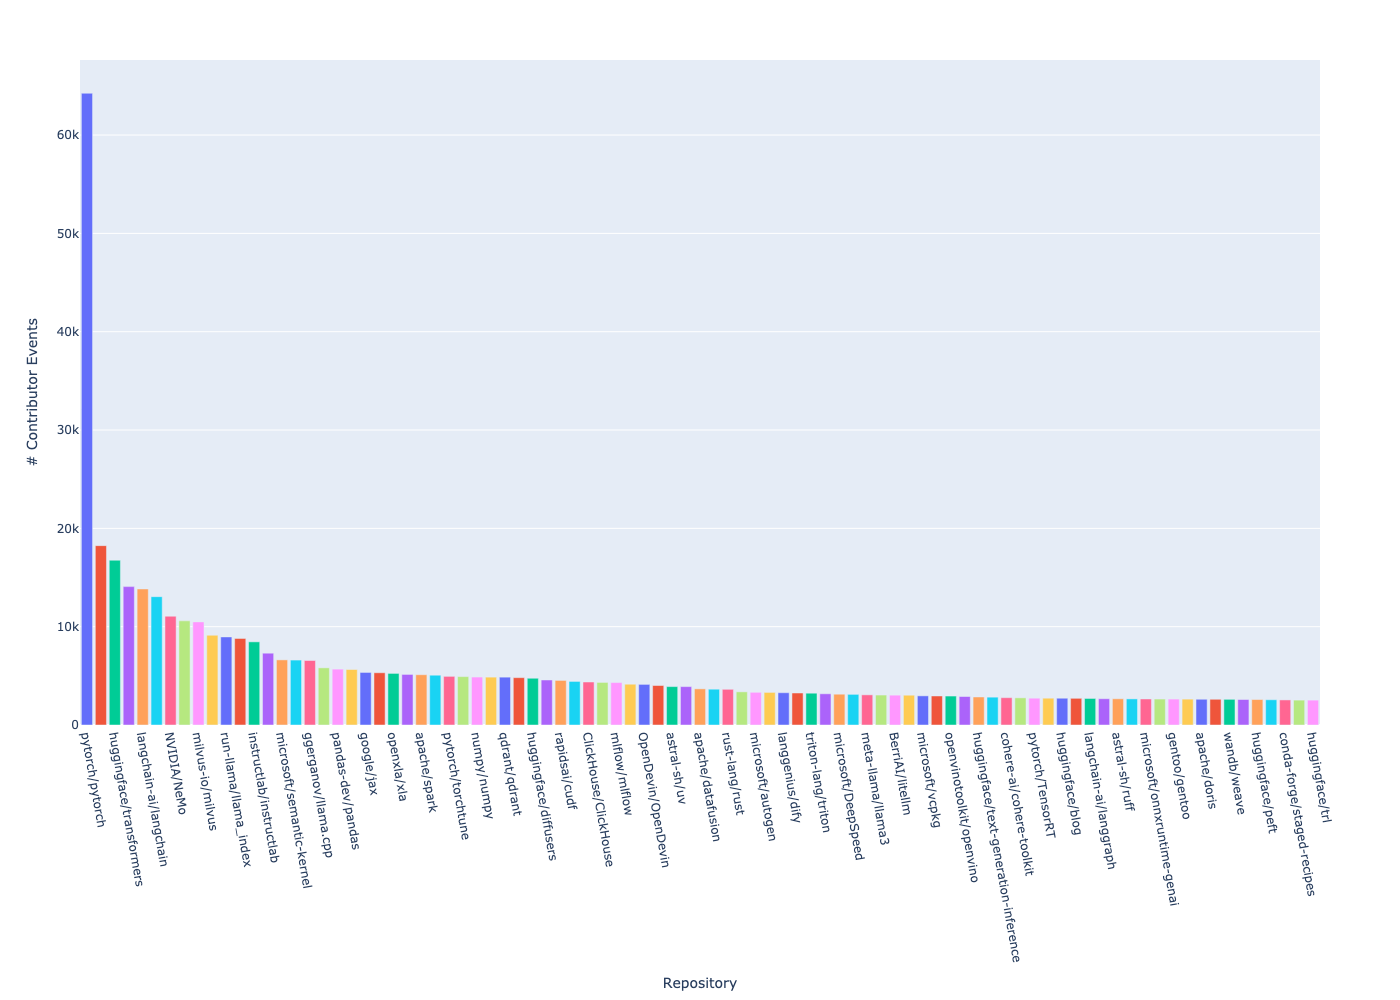 60k
50k
40k
30k
20k
10k
0
# Contributor Events
pytorch/pytorch
huggingface/transformers
langchain-ai/langchain
NVIDIA/NeMo
milvus-io/milvus
run-llama/llama_index
instructlab/instructlab
microsoft/semantic-kernel
ggerganov/llama.cpp
pandas-dev/pandas
google/jax
openxla/xla
apache/spark
pytorch/torchtune
numpy/numpy
qdrant/qdrant
huggingface/diffusers
rapidsai/cudf
ClickHouse/ClickHouse
mlflow/mlflow
OpenDevin/OpenDevin
astral-sh/uv
apache/datafusion
rust-lang/rust
microsoft/autogen
langgenius/dify
triton-lang/triton
microsoft/DeepSpeed
meta-llama/llama3
BerriAI/litellm
microsoft/vcpkg
openvinotoolkit/openvino
huggingface/text-generation-inference
cohere-ai/cohere-toolkit
pytorch/TensorRT
huggingface/blog
langchain-ai/langgraph
astral-sh/ruff
microsoft/onnxruntime-genai
gentoo/gentoo
apache/doris
wandb/weave
huggingface/peft
conda-forge/staged-recipes
huggingface/trl
Repository